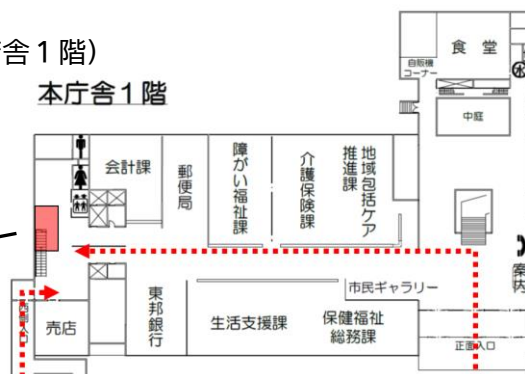 舎１階）
本庁舎１階
食堂
自販機
コーナー
中庭
会計課
郵便局
障がい福祉課
介護保険課
地域包括ケア
推進課
案内
市民ギャラリー
東邦銀行
生活支援課
保健福祉
総務課
売店
正面入口